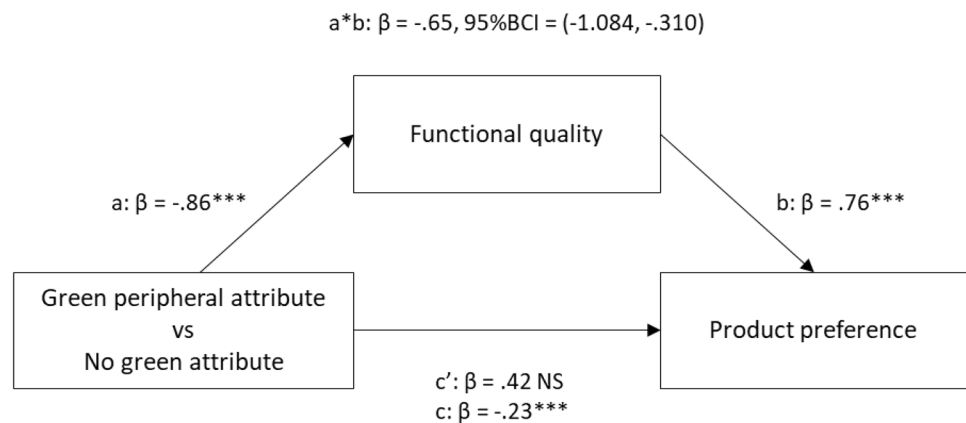 a*b: β = -.65, 95%BCI = (-1.084, -.310)
Functional quality
a: β = -.86***
b: β = .76***
Green peripheral attribute
vs
No green attribute
Product preference
c’: β = .42 NS
c: β = -.23***